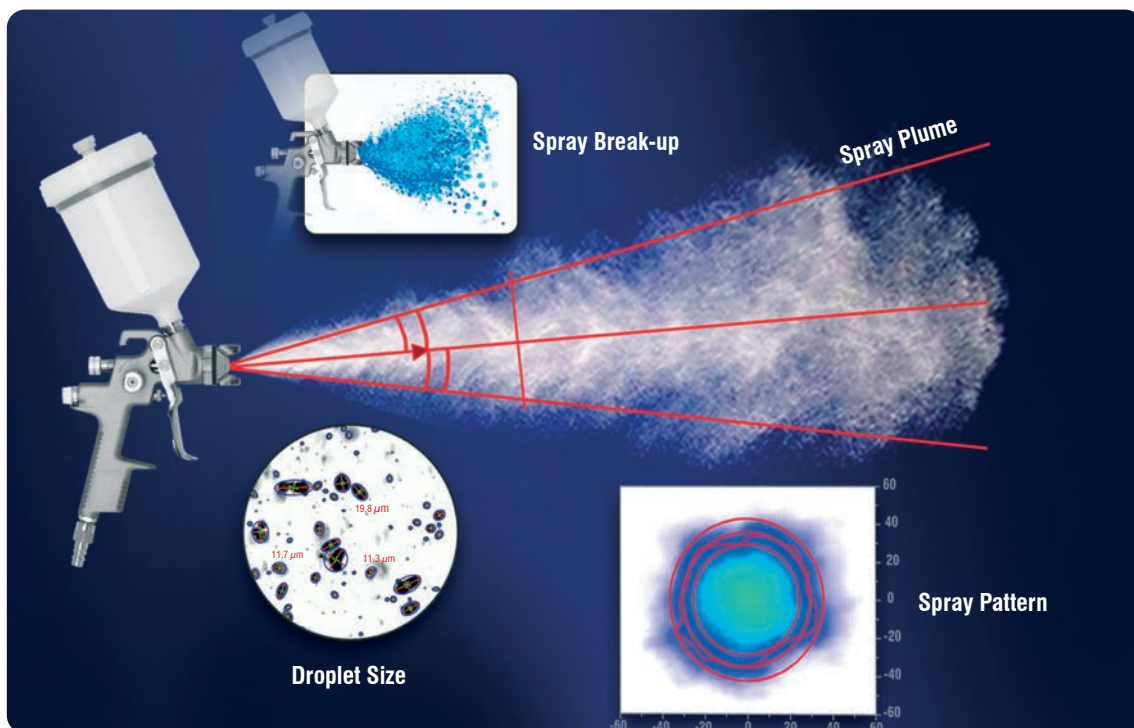 Spray Break-up
Spray Plume
19,8 µm
11,7 µm
11,3 µm
Droplet Size
Spray Pattern
60
40
20
0
-20
-40
-60
-60 -40 -20 0 20 40 60